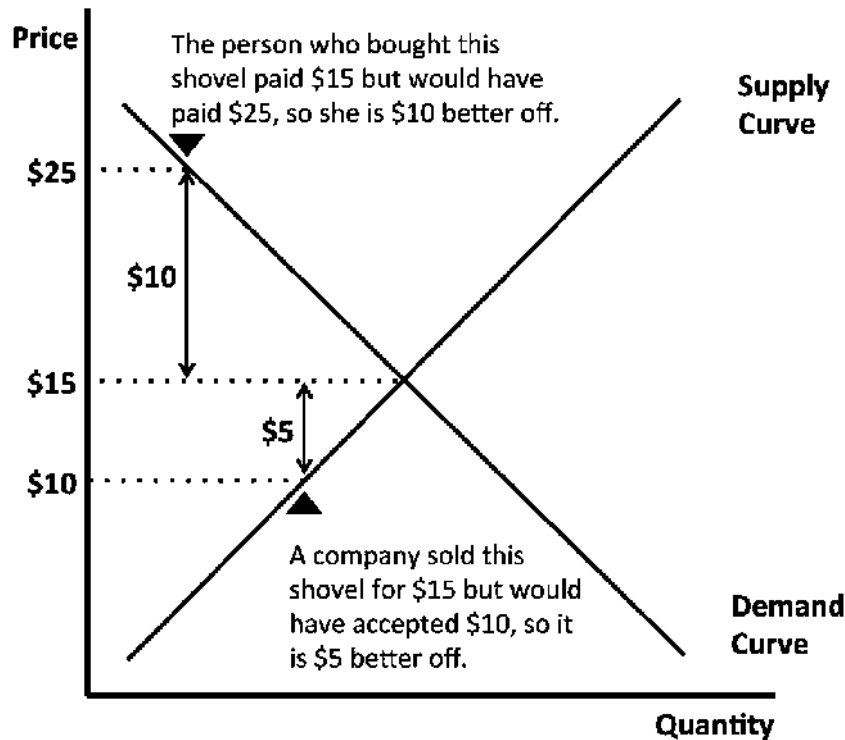 Price
The person who bought this
shovel paid $15 but would have
paid $25, so she is $10 better off.
Supply
Curve
$25
$10
$15
$5
$10
A company sold this
shovel for $15 but would
have accepted $10, so it
is $5 better off.
Demand
Curve
Quantity